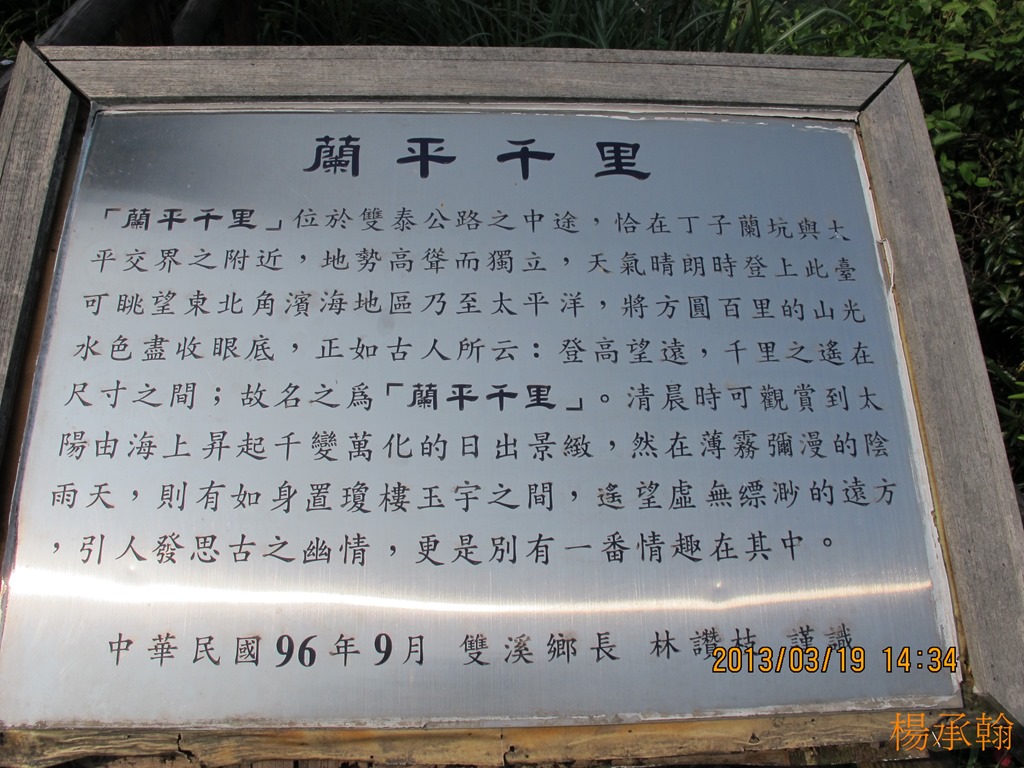 蘭平千里
「蘭平千里」位於雙泰公路之中途，恰在丁子蘭坑與太
平交界之附近，地勢高聳而獨立，天氣晴朗時登上此臺
可眺望東北角濱海地區乃至太平洋，將方圓百里的山光
水色盡收眼底，正如古人所云：登高望遠，千里之遙在
尺寸之間；故名之為「蘭平千里」。清晨時可觀賞到太
陽由海上昇起千變萬化的日出景緻，然在薄霧彌漫的陰
雨天，則有如身置瓊樓玉宇之間，遙望虛無縹渺的遠方
，引人發思古之幽情，更是別有一番情趣在其中。
中華民國96年9月 雙溪鄉長 林讚枝 謹識
2013/03/19 14:34
楊承翰